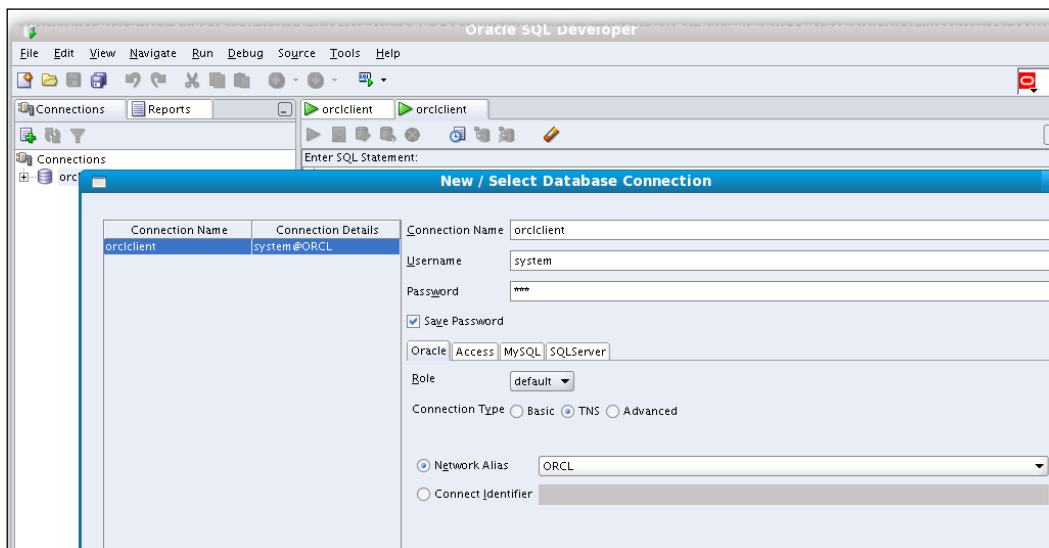 Oracle SQL Developer
File Edit View Navigate Run Debug Source Tools Help
Connections Reports orclclient orclclient
Connections Enter SQL Statement:
orc
New / Select Database Connection
Connection Name Connection Details Connection Name orclclient
orclclient system@ORCL
Username system
Password ***
Save Password
Oracle Access MySQL SQLServer
Role default
Connection Type Basic TNS Advanced
Network Alias ORCL
Connect Identifier